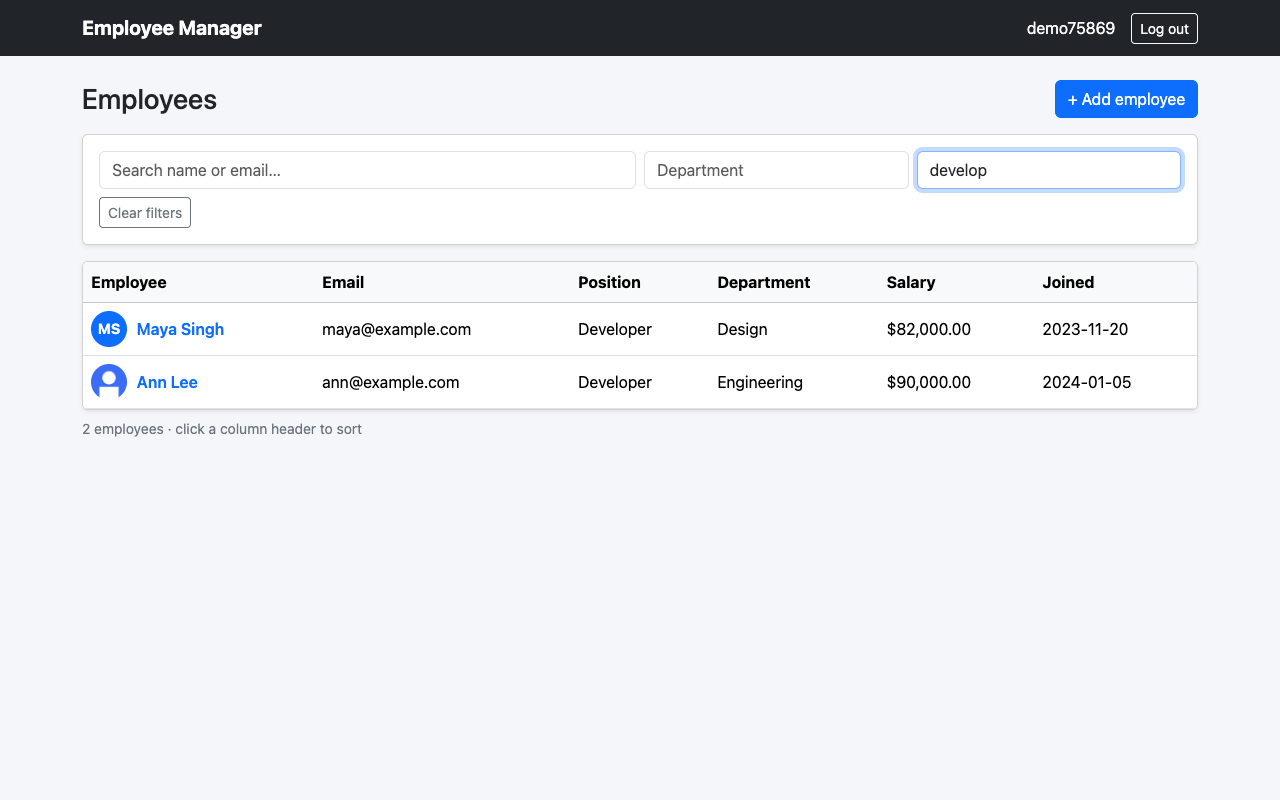 Employee Manager demo75869 Log out
Employees + Add employee
Search name or email... Department develop
Clear filters
Employee Email Position Department Salary Joined
MS Maya Singh maya@example.com Developer Design $82,000.00 2023-11-20
Ann Lee ann@example.com Developer Engineering $90,000.00 2024-01-05
2 employees · click a column header to sort